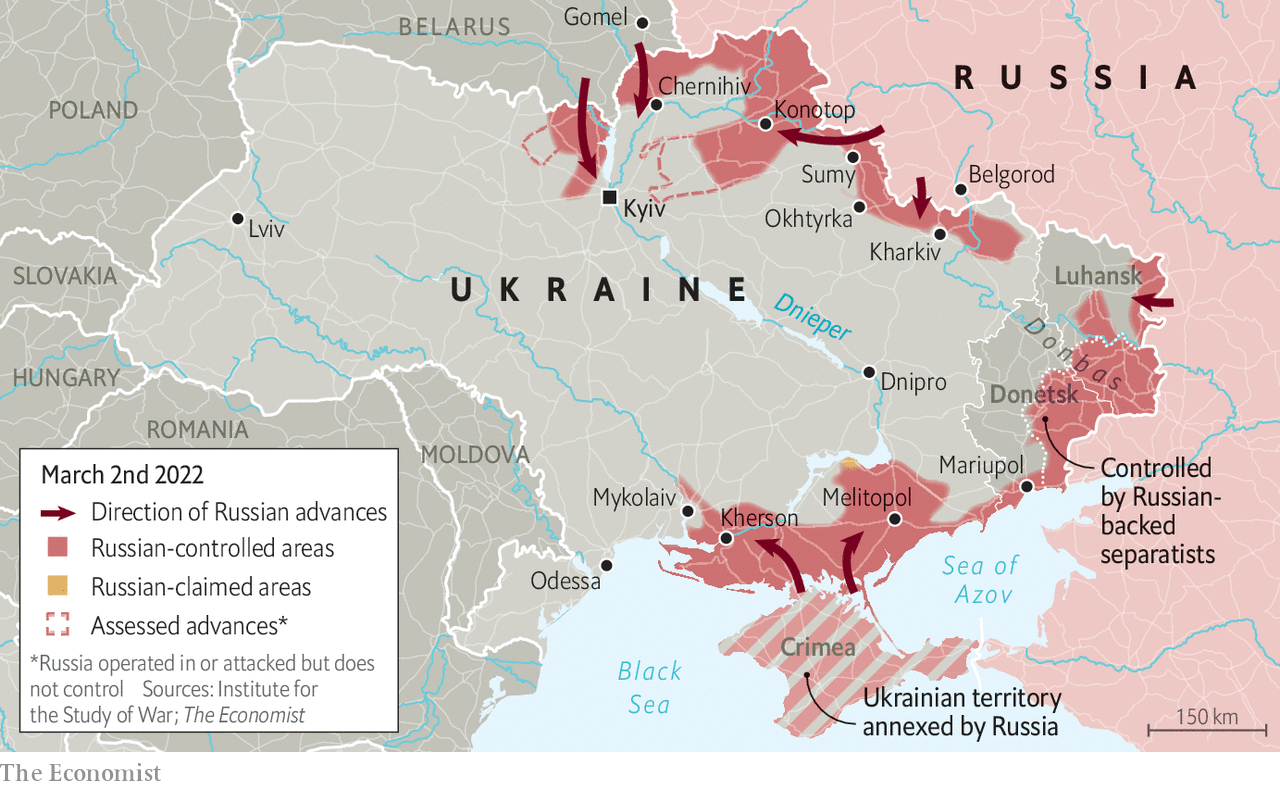 Gomel
BELARUS
RUSSIA
POLAND
Chernihiv
Konotop
Sumy
Belgorod
Okhtyrka
Kyiv
Lviv
Kharkiv
SLOVAKIA
UKRAINE
Luhansk
Dnieper
Donbas
HUNGARY
Dnipro
Donetsk
ROMANIA
MOLDOVA
Mariupol
Controlled
by Russian-
backed
separatists
Mykolaiv
Melitopol
Kherson
Odessa
Sea of
Azov
Crimea
Black
Sea
Ukrainian territory
annexed by Russia
150 km
March 2nd 2022
Direction of Russian advances
Russian-controlled areas
Russian-claimed areas
Assessed advances*
*Russia operated in or attacked but does
not control Sources: Institute for
the Study of War; The Economist
The Economist